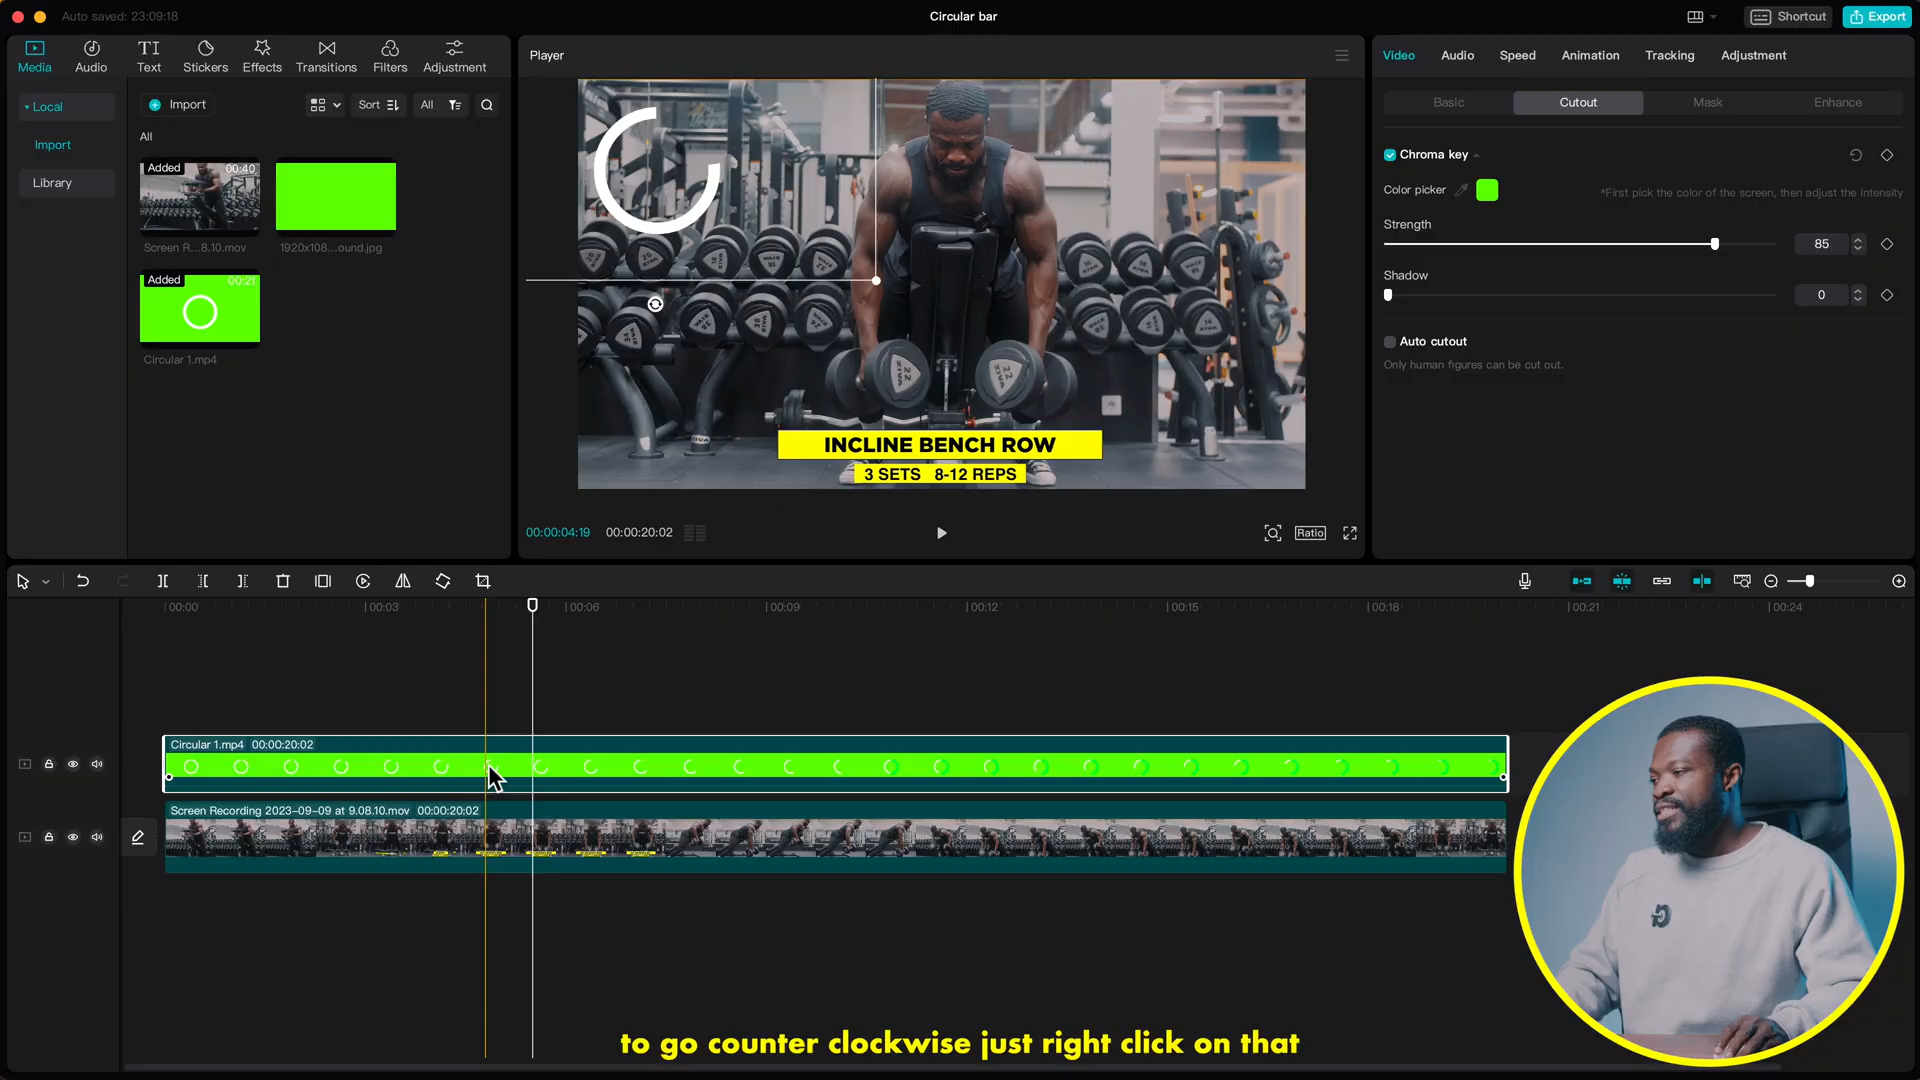 Auto saved: 23:09:18
Circular bar
Shortcut
Export
Media
Audio
Text
Stickers
Effects
Transitions
Filters
Adjustment
Local
Import
Library
Import
Sort
All
All
Added
00:40
Screen R...8.10.mov
1920x108...ound.jpg
Added
00:21
Circular 1.mp4
Player
INCLINE BENCH ROW
3 SETS 8-12 REPS
00:00:04:19
00:00:20:02
Ratio
Video
Audio
Speed
Animation
Tracking
Adjustment
Basic
Cutout
Mask
Enhance
Chroma key
Color picker
*First pick the color of the screen, then adjust the intensity
Strength
85
Shadow
0
Auto cutout
Only human figures can be cut out.
00:00
00:03
00:06
00:09
00:12
00:15
00:18
00:21
00:24
Circular 1.mp4 00:00:20:02
Screen Recording 2023-09-09 at 9.08.10.mov 00:00:20:02
to go counter clockwise just right click on that